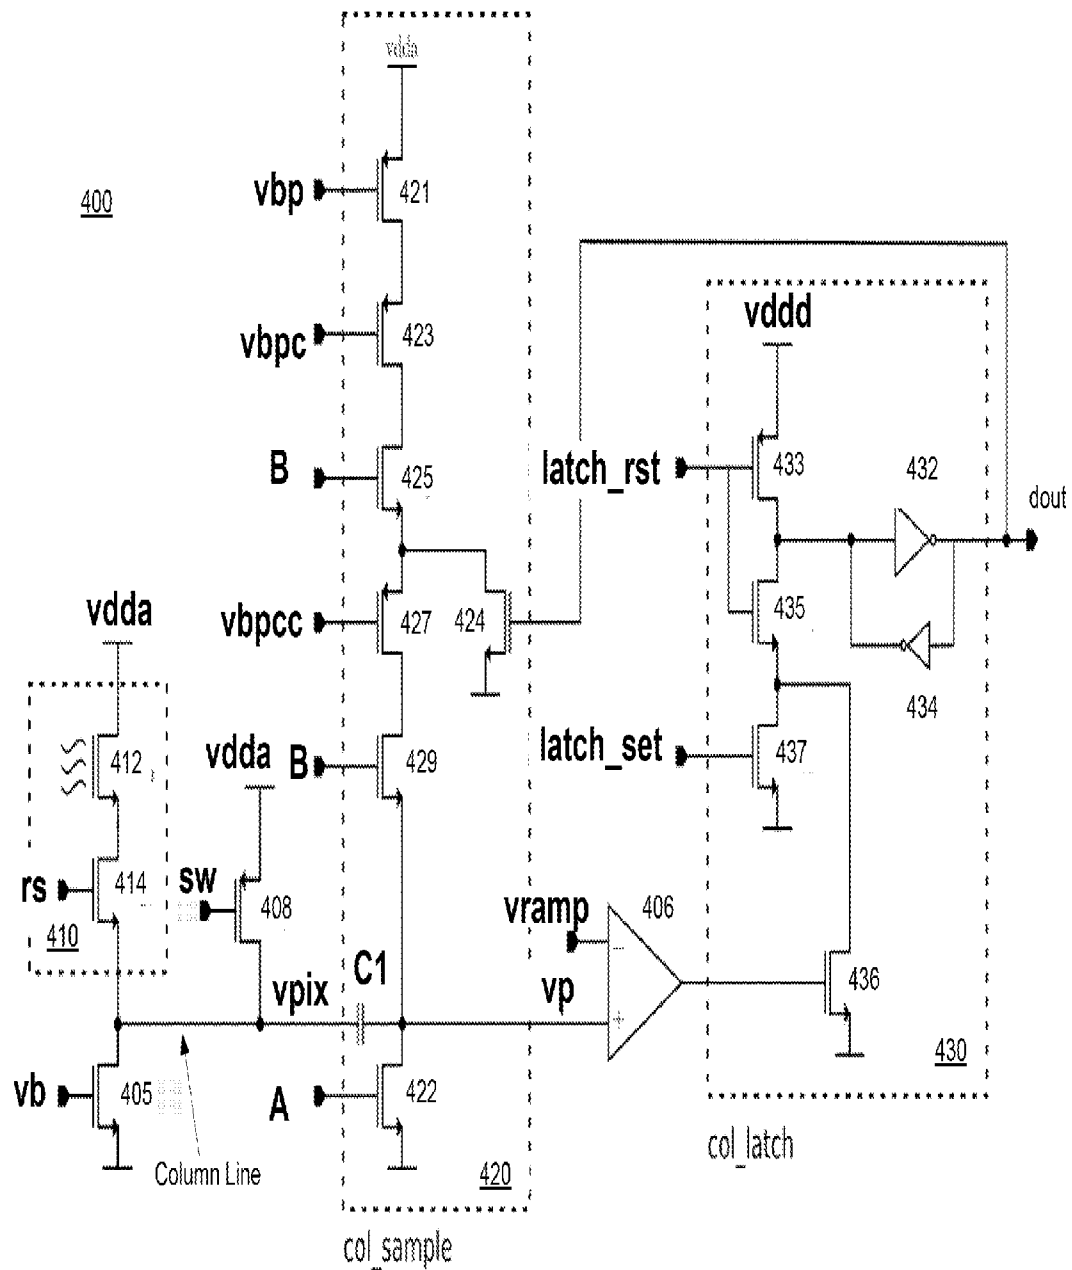 vdda
vbp
421
400
vbpc
423
vddd
B
425
latch_rst
433
432
dout
vdda
vbpcc
427
424
435
434
412
vdda
B
429
latch_set
437
rs
414
410
sw
408
vramp
406
C1
vpix
vp
436
vb
405
A
422
430
Column Line
420
col_latch
col_sample
−
+